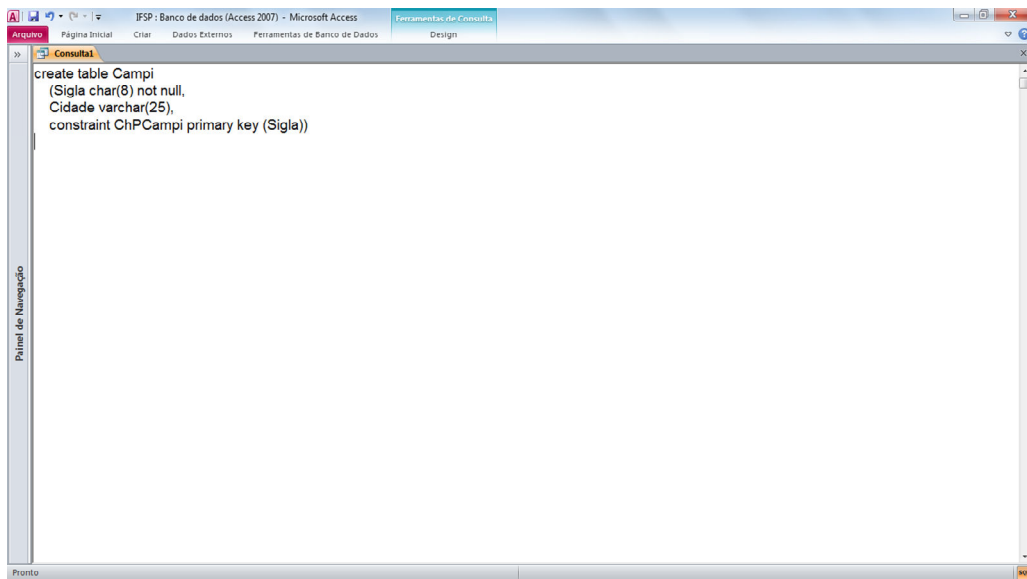 IFSP : Banco de dados (Access 2007) - Microsoft Access
Ferramentas de Consulta
Arquivo Página Inicial Criar Dados Externos Ferramentas de Banco de Dados Design
Consulta1
create table Campi
(Sigla char(8) not null,
Cidade varchar(25),
constraint ChPCampi primary key (Sigla))
Painel de Navegação
Pronto